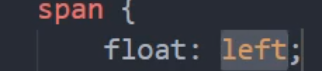 span {
float: left;